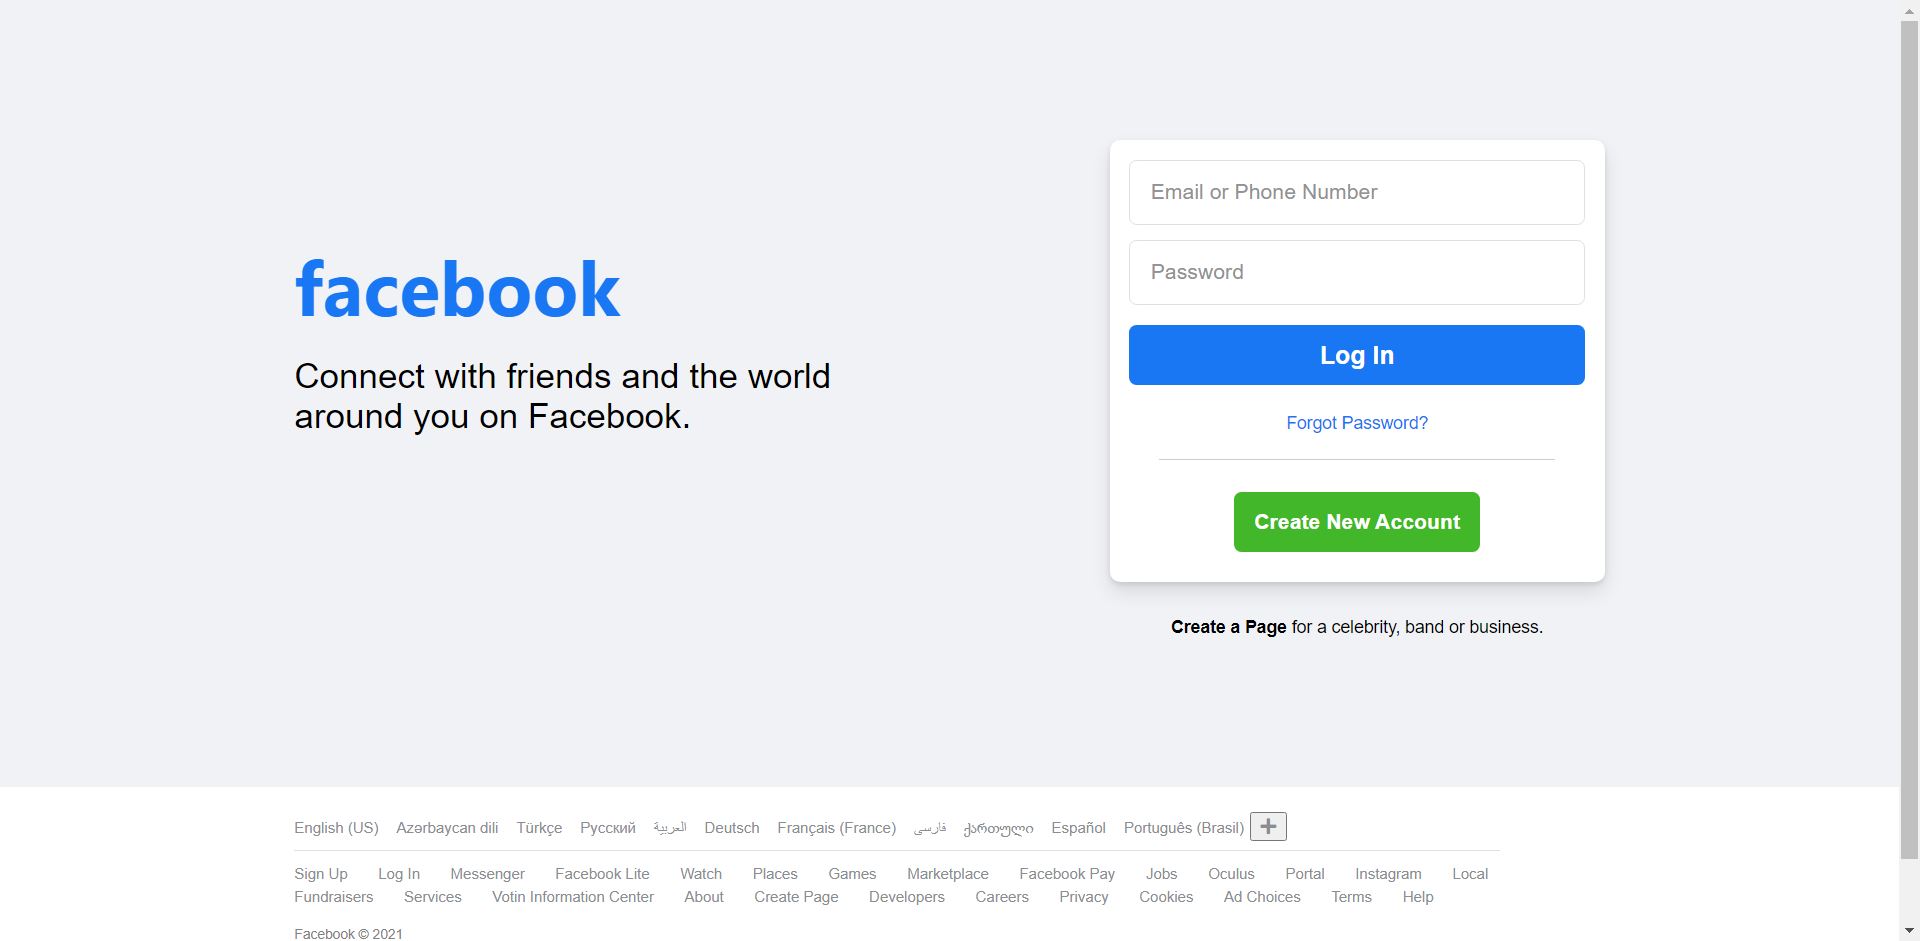 facebook
Connect with friends and the world
around you on Facebook.
Email or Phone Number
Password
Log In
Forgot Password?
Create New Account
Create a Page for a celebrity, band or business.
English (US) Azərbaycan dili Türkçe Русский العربية Deutsch Français (France) فارسی ქართული Español Português (Brasil) +
Sign Up Log In Messenger Facebook Lite Watch Places Games Marketplace Facebook Pay Jobs Oculus Portal Instagram Local
Fundraisers Services Votin Information Center About Create Page Developers Careers Privacy Cookies Ad Choices Terms Help
Facebook © 2021